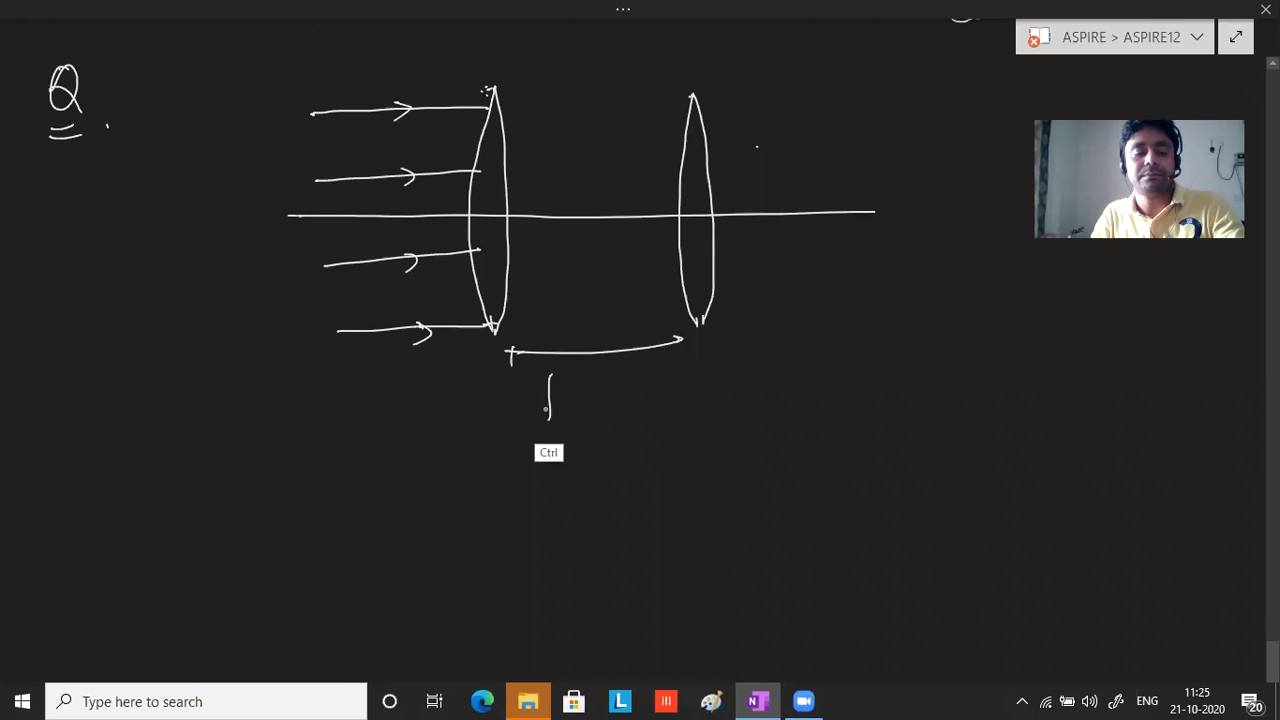 ...
ASPIRE > ASPIRE12
Q.
Ctrl
Type here to search
L
ENG
11:25
21-10-2020
20